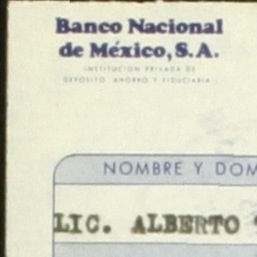 Banco Nacional
de México, S.A.
INSTITUCION PRIVADA DE
DEPOSITO AHORRO Y FIDUCIARIA
NOMBRE Y DOM
LIC. ALBERTO